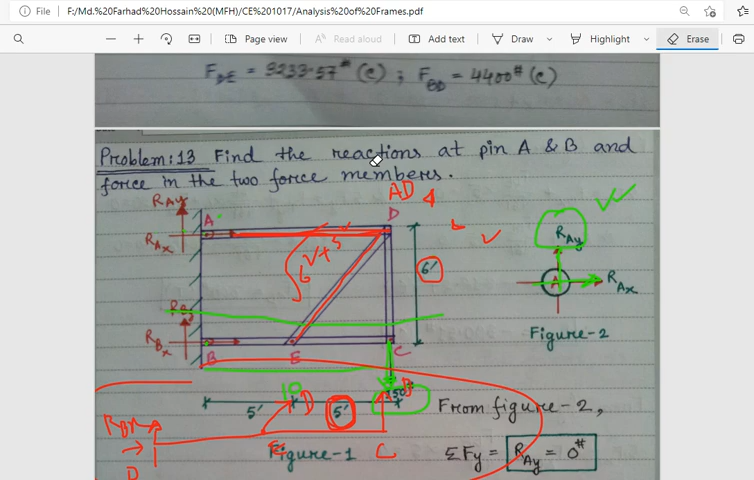 F:/Md.%20Farhad%20Hossain%20(MFH)/CE%201017/Analysis%20of%20Frames.pdf
Page view
Read aloud
Add text
Draw
Highlight
Erase
F_DE = 9233.57# (c) ; F_BD = 4400# (c)
Problem:13 Find the reactions at pin A & B and
force in the two force members.
AD
R_Ay
A
D
R_Ax
6'
R_Ay
A
R_Ax
R_Bx
B
E
C
Figure-2
5'
10
D
5'
From figure-2,
R_Bx
E
C
Figure-1
ΣFy = R_Ay = 0#
D